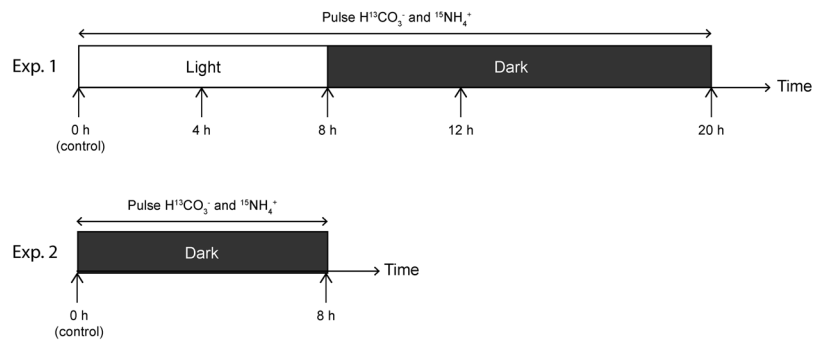 Pulse H¹³CO₃⁻ and ¹⁵NH₄⁺
Exp. 1
Light
Dark
Time
0 h
(control)
4 h
8 h
12 h
20 h
Pulse H¹³CO₃⁻ and ¹⁵NH₄⁺
Exp. 2
Dark
Time
0 h
(control)
8 h